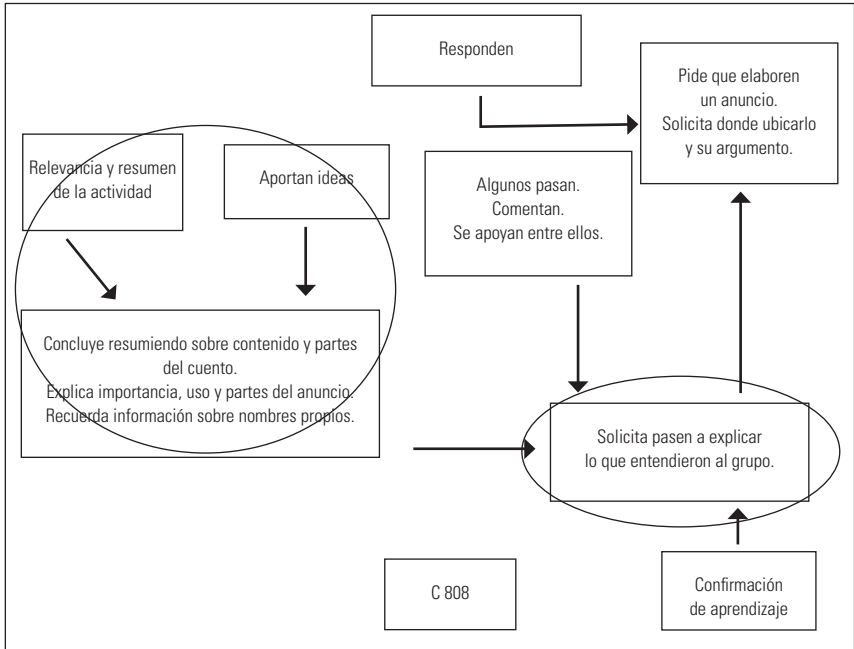 Responden
Pide que elaboren
un anuncio.
Solicita donde ubicarlo
y su argumento.
Relevancia y resumen
de la actividad
Aportan ideas
Algunos pasan.
Comentan.
Se apoyan entre ellos.
Concluye resumiendo sobre contenido y partes
del cuento.
Explica importancia, uso y partes del anuncio.
Recuerda información sobre nombres propios.
Solicita pasen a explicar
lo que entendieron al grupo.
C 808
Confirmación
de aprendizaje